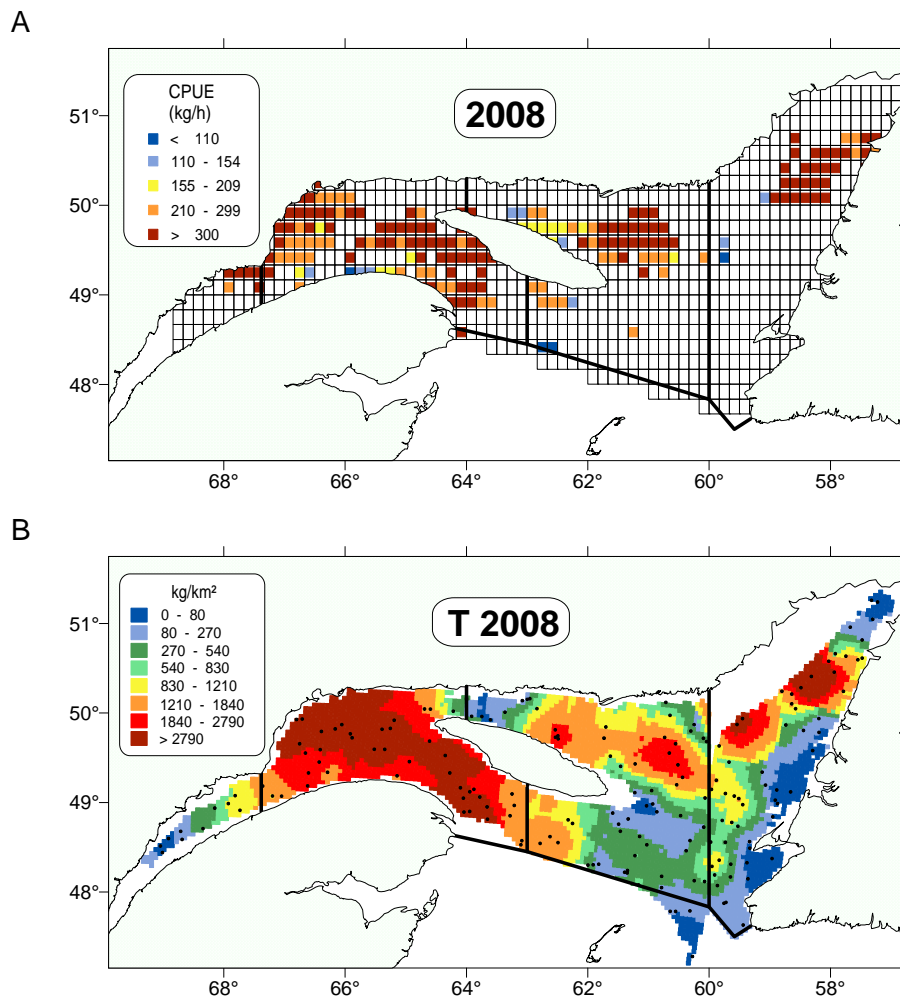 A
CPUE
(kg/h)
< 110
110 - 154
155 - 209
210 - 299
> 300
2008
51°
50°
49°
48°
68° 66° 64° 62° 60° 58°
B
kg/km²
0 - 80
80 - 270
270 - 540
540 - 830
830 - 1210
1210 - 1840
1840 - 2790
> 2790
T 2008
51°
50°
49°
48°
68° 66° 64° 62° 60° 58°